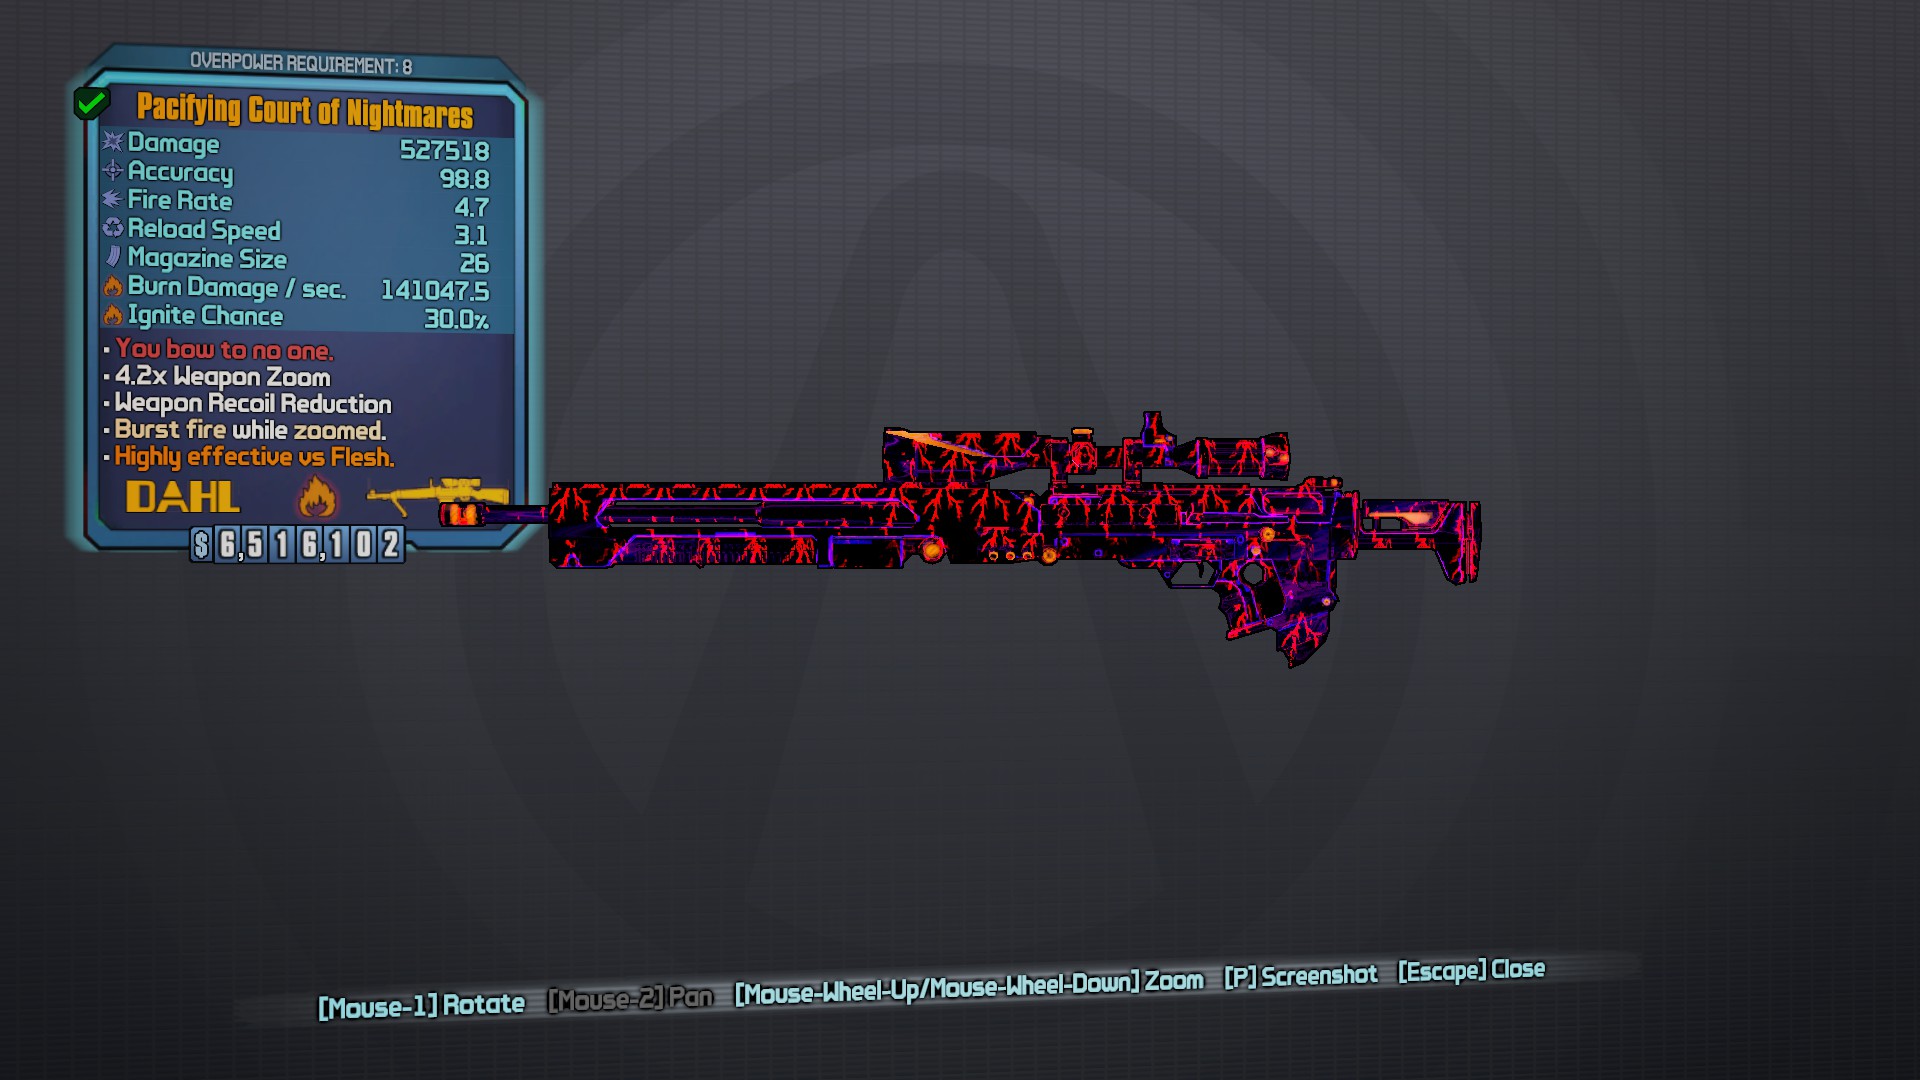 OVERPOWER REQUIREMENT: 8
Pacifying Court of Nightmares
Damage 527518
Accuracy 98.8
Fire Rate 4.7
Reload Speed 3.1
Magazine Size 26
Burn Damage / sec. 141047.5
Ignite Chance 30.0%
• You bow to no one.
• 4.2x Weapon Zoom
• Weapon Recoil Reduction
• Burst fire while zoomed.
• Highly effective vs Flesh.
DAHL
$ 6,516,102
[Mouse-1] Rotate [Mouse-2] Pan [Mouse-Wheel-Up/Mouse-Wheel-Down] Zoom [P] Screenshot [Escape] Close